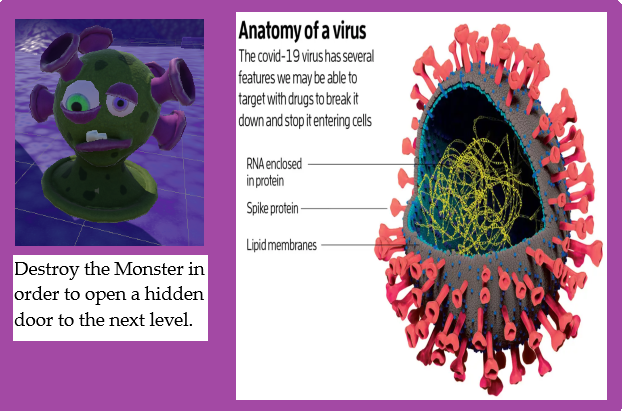 Destroy the Monster in
order to open a hidden
door to the next level.
Anatomy of a virus
The covid-19 virus has several
features we may be able to
target with drugs to break it
down and stop it entering cells
RNA enclosed
in protein
Spike protein
Lipid membranes